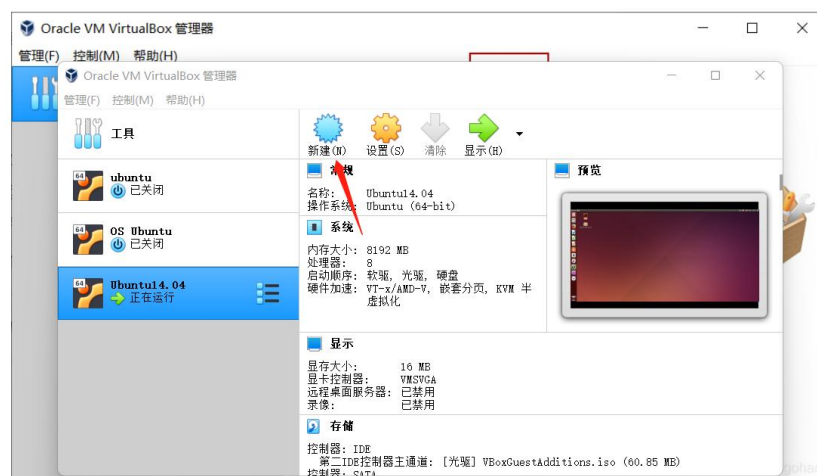 Oracle VM VirtualBox 管理器
管理(F) 控制(M) 帮助(H)
Oracle VM VirtualBox 管理器
管理(F) 控制(M) 帮助(H)
工具
新建(N) 设置(S) 清除 显示(H)
64 ubuntu
已关闭
64 OS Ubuntu
已关闭
64 Ubuntu14.04
正在运行
常规
名称: Ubuntu14.04
操作系统: Ubuntu (64-bit)
系统
内存大小: 8192 MB
处理器: 8
启动顺序: 软驱, 光驱, 硬盘
硬件加速: VT-x/AMD-V, 嵌套分页, KVM 半
虚拟化
预览
显示
显存大小: 16 MB
显卡控制器: VMSVGA
远程桌面服务器: 已禁用
录像: 已禁用
存储
控制器: IDE
第二IDE控制器主通道: [光驱] VBoxGuestAdditions.iso (60.85 MB)
控制器: SATA